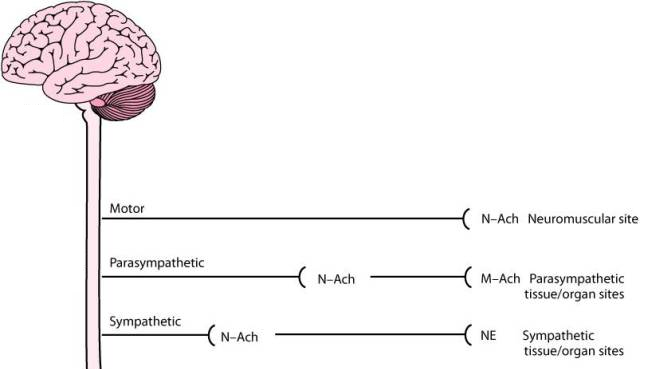 Motor
N–Ach Neuromuscular site
Parasympathetic
N–Ach
M–Ach Parasympathetic
tissue/organ sites
Sympathetic
N–Ach
NE Sympathetic
tissue/organ sites